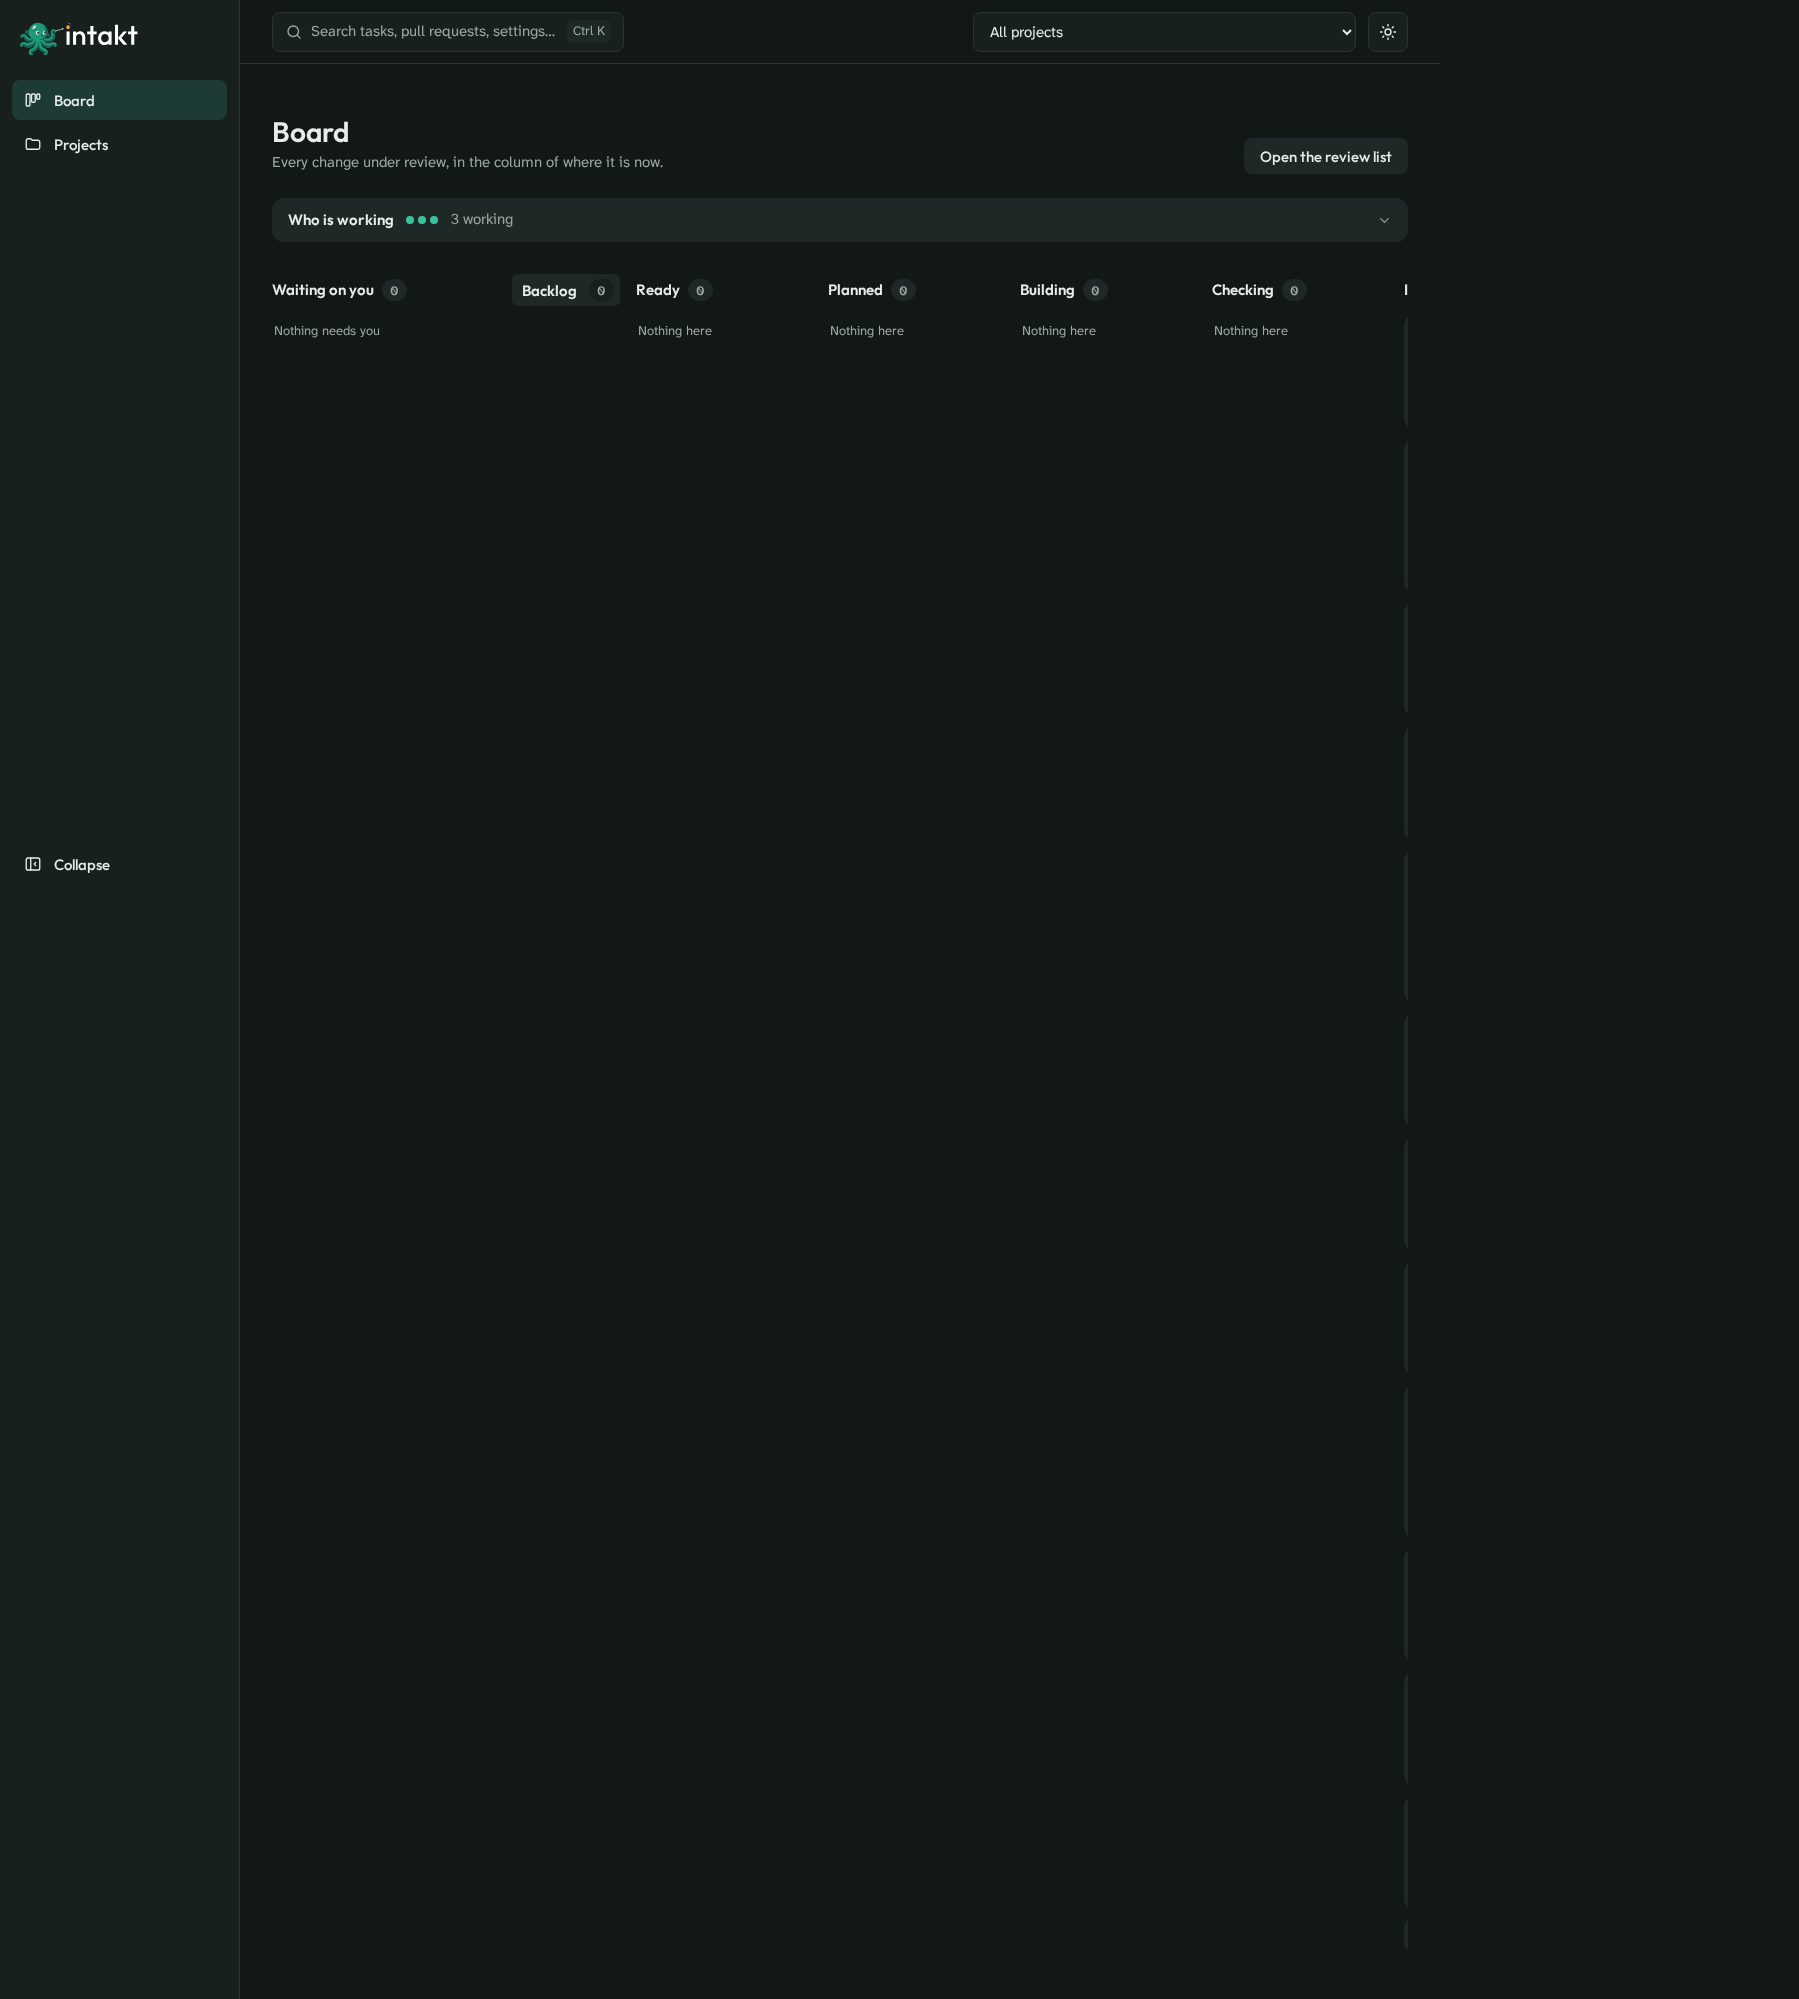 intakt
Search tasks, pull requests, settings... Ctrl K
All projects
Board
Projects
Collapse
Board
Every change under review, in the column of where it is now.
Open the review list
Who is working 3 working
Waiting on you 0
Nothing needs you
Backlog 0
Ready 0
Nothing here
Planned 0
Nothing here
Building 0
Nothing here
Checking 0
Nothing here